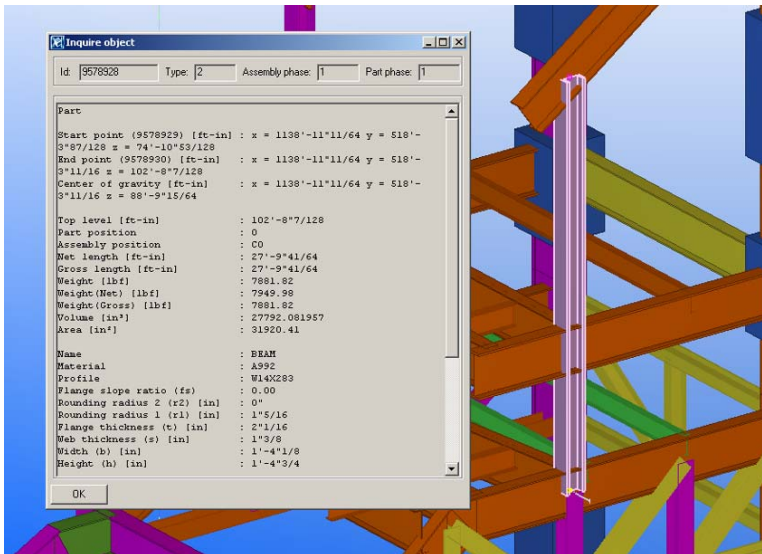 Inquire object
Id: 9578928 Type: 2 Assembly phase: 1 Part phase: 1
Part
Start point (9578929) [ft-in] : x = 1138'-11"11/64 y = 518'-
3"87/128 z = 74'-10"53/128
End point (9578930) [ft-in] : x = 1138'-11"11/64 y = 518'-
3"11/16 z = 102'-8"7/128
Center of gravity [ft-in] : x = 1138'-11"11/64 y = 518'-
3"11/16 z = 88'-9"15/64
Top level [ft-in] : 102'-8"7/128
Part position : 0
Assembly position : C0
Net length [ft-in] : 27'-9"41/64
Gross length [ft-in] : 27'-9"41/64
Weight [lbf] : 7881.82
Weight(Net) [lbf] : 7949.98
Weight(Gross) [lbf] : 7881.82
Volume [in³] : 27792.081957
Area [in²] : 31920.41
Name : BEAM
Material : A992
Profile : W14X283
Flange slope ratio (fs) : 0.00
Rounding radius 2 (r2) [in] : 0"
Rounding radius 1 (r1) [in] : 1"5/16
Flange thickness (t) [in] : 2"1/16
Web thickness (s) [in] : 1"3/8
Width (b) [in] : 1'-4"1/8
Height (h) [in] : 1'-4"3/4
OK